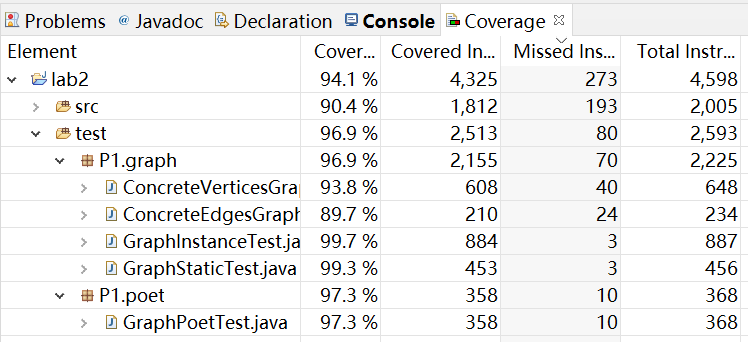 Problems @ Javadoc Declaration Console Coverage
Element Cover... Covered In... Missed Ins... Total Instr...
lab2 94.1 % 4,325 273 4,598
src 90.4 % 1,812 193 2,005
test 96.9 % 2,513 80 2,593
P1.graph 96.9 % 2,155 70 2,225
ConcreteVerticesGra 93.8 % 608 40 648
ConcreteEdgesGraph 89.7 % 210 24 234
GraphInstanceTest.ja 99.7 % 884 3 887
GraphStaticTest.java 99.3 % 453 3 456
P1.poet 97.3 % 358 10 368
GraphPoetTest.java 97.3 % 358 10 368